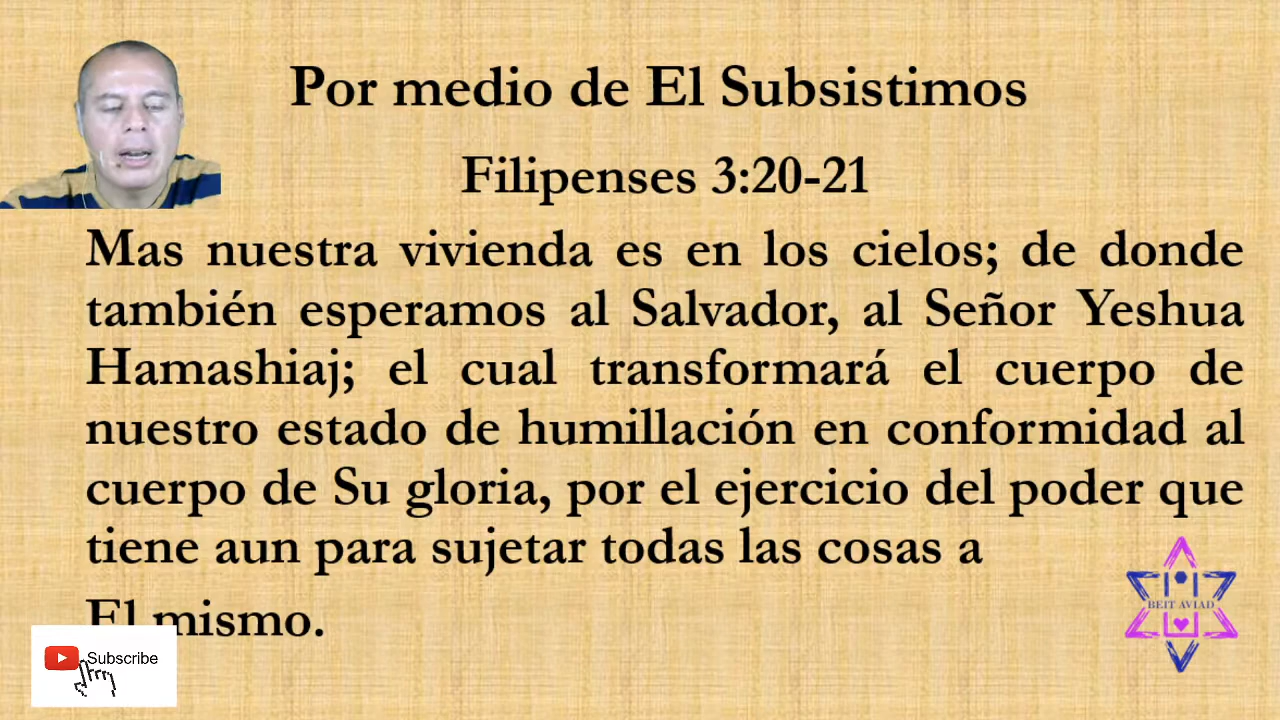 Por medio de El Subsistimos
Filipenses 3:20-21
Mas nuestra vivienda es en los cielos; de donde
también esperamos al Salvador, al Señor Yeshua
Hamashiaj; el cual transformará el cuerpo de
nuestro estado de humillación en conformidad al
cuerpo de Su gloria, por el ejercicio del poder que
tiene aun para sujetar todas las cosas a
El mismo.
BEIT AVIAD
Subscribe